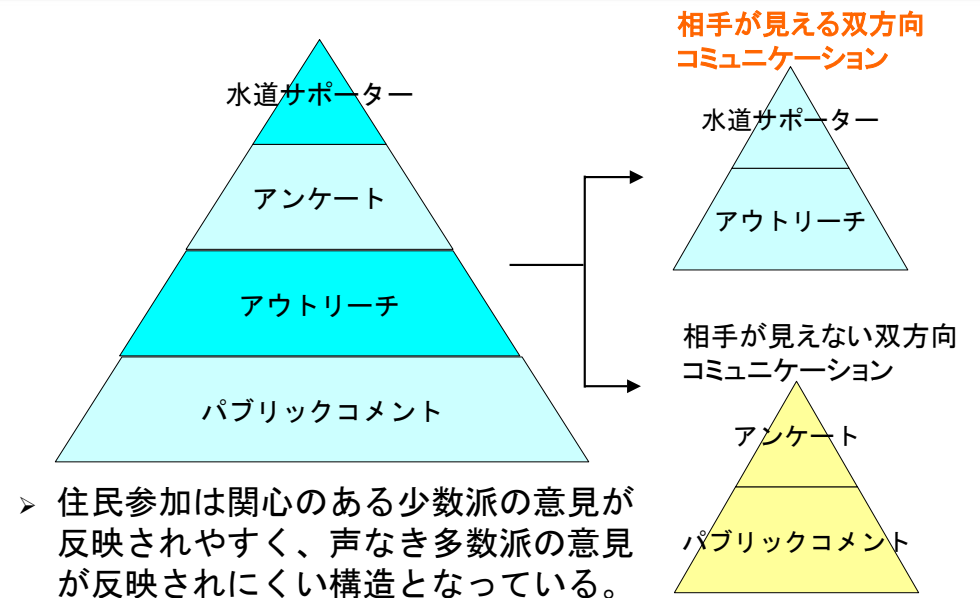 水道サポーター
アンケート
アウトリーチ
パブリックコメント
相手が見える双方向
コミュニケーション
水道サポーター
アウトリーチ
相手が見えない双方向
コミュニケーション
アンケート
パブリックコメント
➢ 住民参加は関心のある少数派の意見が
反映されやすく、声なき多数派の意見
が反映されにくい構造となっている。